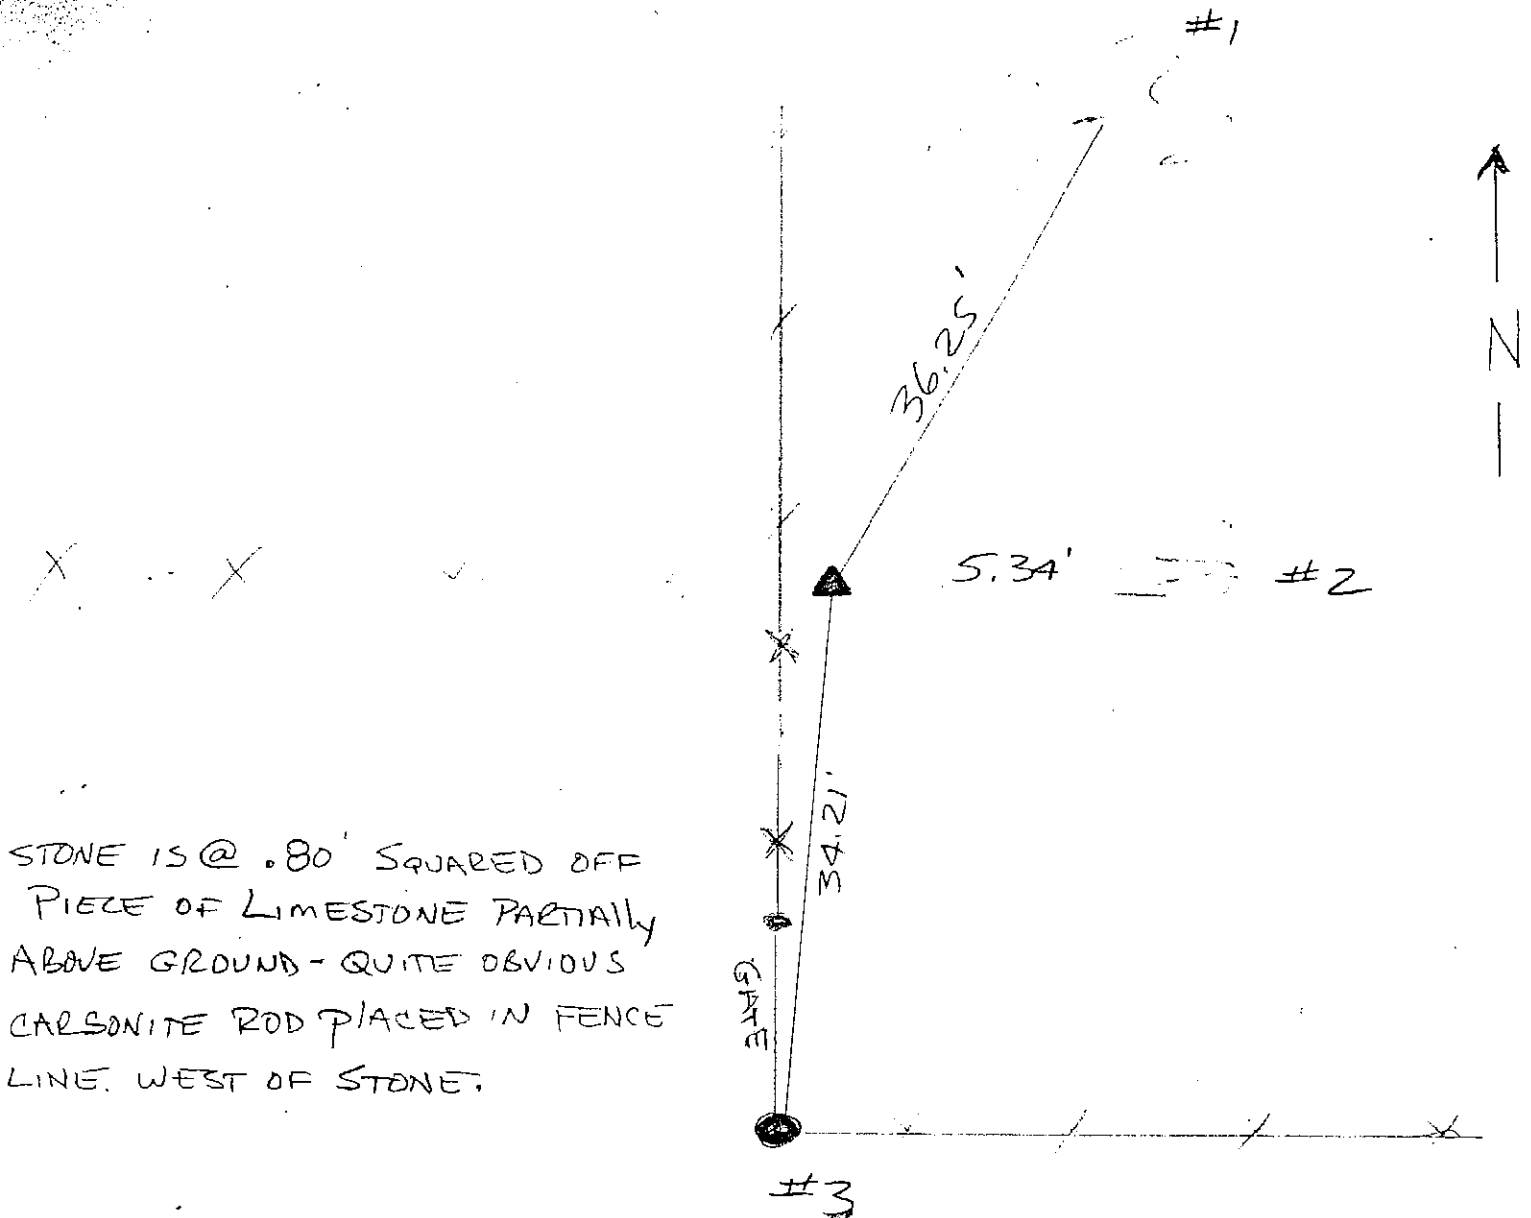 #1
N
36.25'
5.34' #2
34.21'
STONE IS @ .80' SQUARED OFF
PIECE OF LIMESTONE PARTIALLY
ABOVE GROUND - QUITE OBVIOUS
CARSONITE ROD PLACED IN FENCE
LINE. WEST OF STONE.
GATE
#3